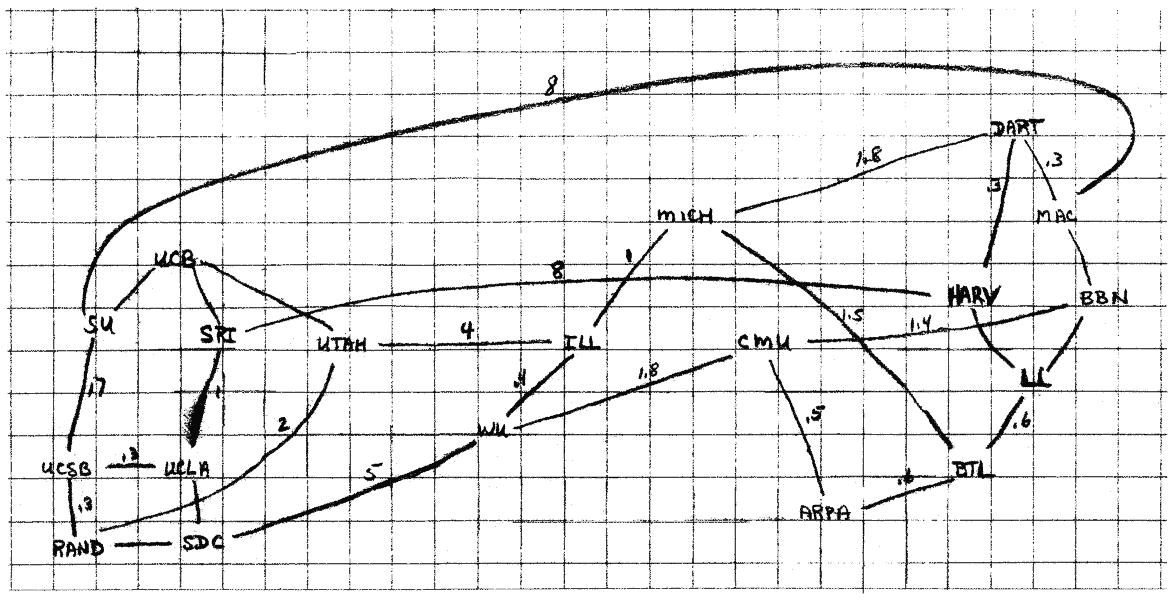 8
DART
1.8
.3
.3
MICH
MAC
UCB
1
8
HARV
BBN
SU
SRI
UTAH
4
ILL
1.5
CMU
1.4
.7
1
.4
1.8
LL
2
WU
.5
.6
UCSB
.3
UCLA
5
BTL
.3
.6
ARPA
RAND
SDC